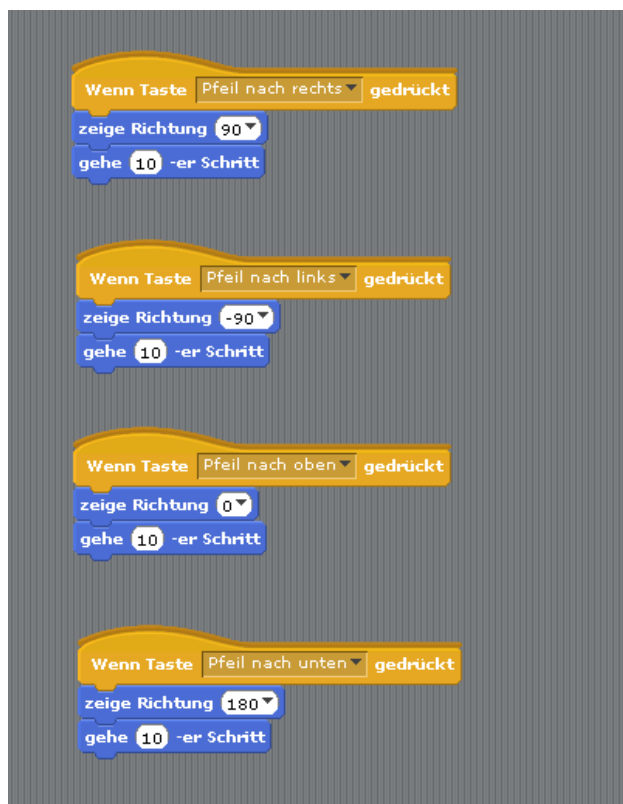 Wenn Taste Pfeil nach rechts gedrückt
zeige Richtung 90
gehe 10 -er Schritt
Wenn Taste Pfeil nach links gedrückt
zeige Richtung -90
gehe 10 -er Schritt
Wenn Taste Pfeil nach oben gedrückt
zeige Richtung 0
gehe 10 -er Schritt
Wenn Taste Pfeil nach unten gedrückt
zeige Richtung 180
gehe 10 -er Schritt